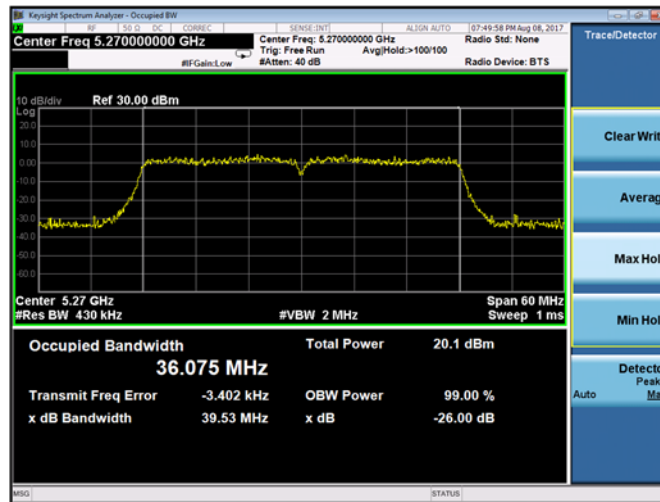 Keysight Spectrum Analyzer - Occupied BW
RF 50 Ω DC CORREC SENSE:INT ALIGN AUTO 07:49:58 PM Aug 08, 2017
Center Freq 5.270000000 GHz
Center Freq: 5.270000000 GHz
Radio Std: None
Trig: Free Run Avg|Hold:>100/100
#IFGain:Low #Atten: 40 dB Radio Device: BTS
10 dB/div Ref 30.00 dBm
Log
20.0
10.0
0.00
-10.0
-20.0
-30.0
-40.0
-50.0
-60.0
Center 5.27 GHz Span 60 MHz
#Res BW 430 kHz #VBW 2 MHz Sweep 1 ms
Occupied Bandwidth Total Power 20.1 dBm
36.075 MHz
Transmit Freq Error -3.402 kHz OBW Power 99.00 %
x dB Bandwidth 39.53 MHz x dB -26.00 dB
MSG STATUS
Trace/Detector
Clear Writ
Averag
Max Hol
Min Hol
Detecto
Peak
Auto Ma